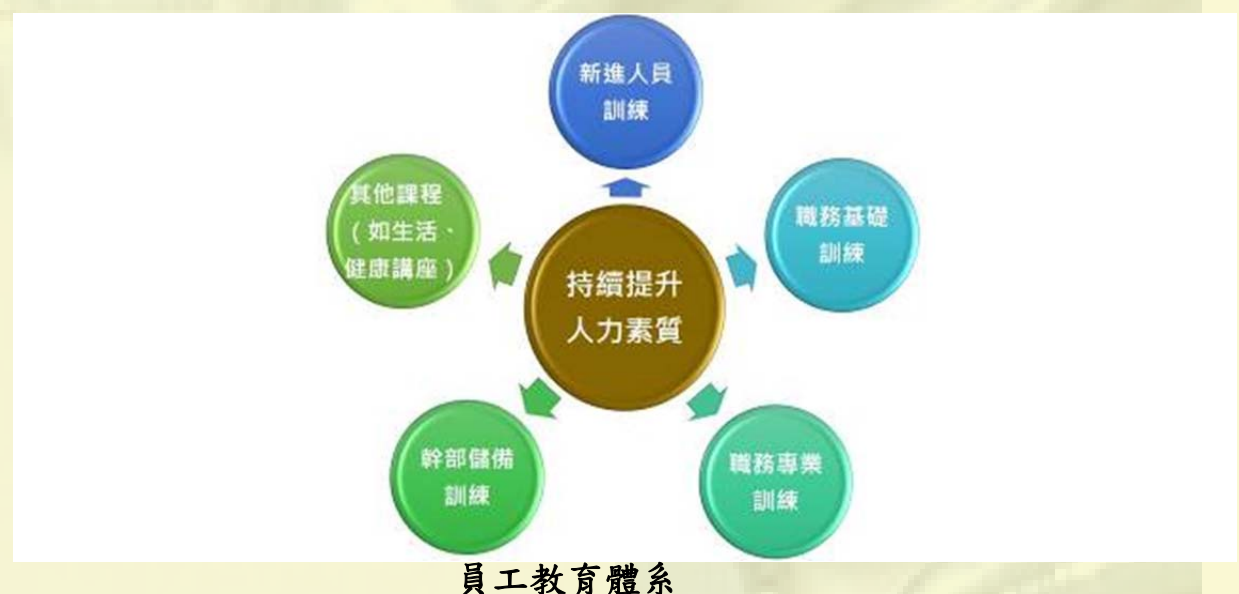 新進人員
訓練
職務基礎
訓練
職務專業
訓練
幹部儲備
訓練
其他課程
（如生活、
健康講座）
持續提升
人力素質
員工教育體系